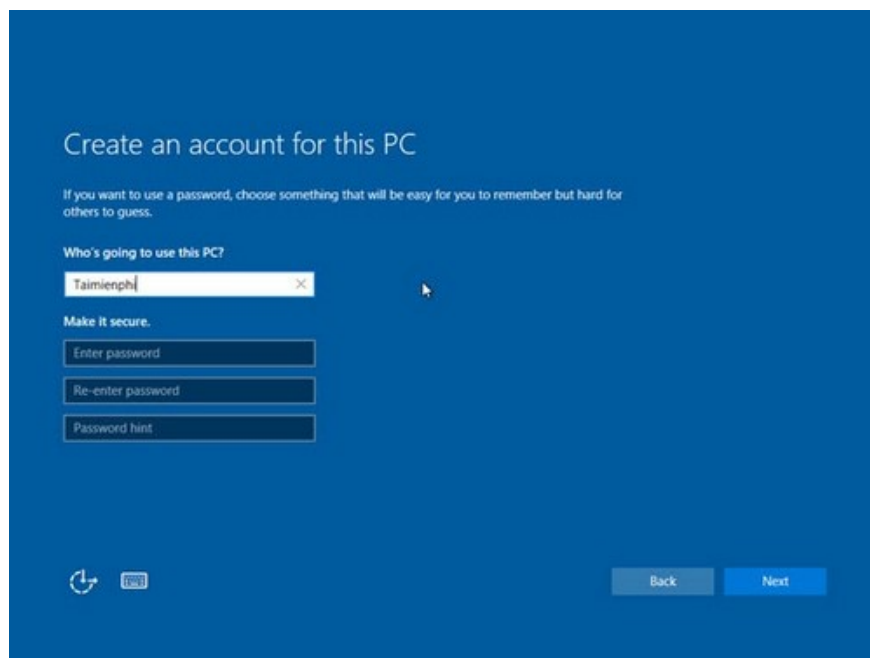 Create an account for this PC
If you want to use a password, choose something that will be easy for you to remember but hard for
others to guess.
Who's going to use this PC?
Taimienphi
Make it secure.
Enter password
Re-enter password
Password hint
Back
Next